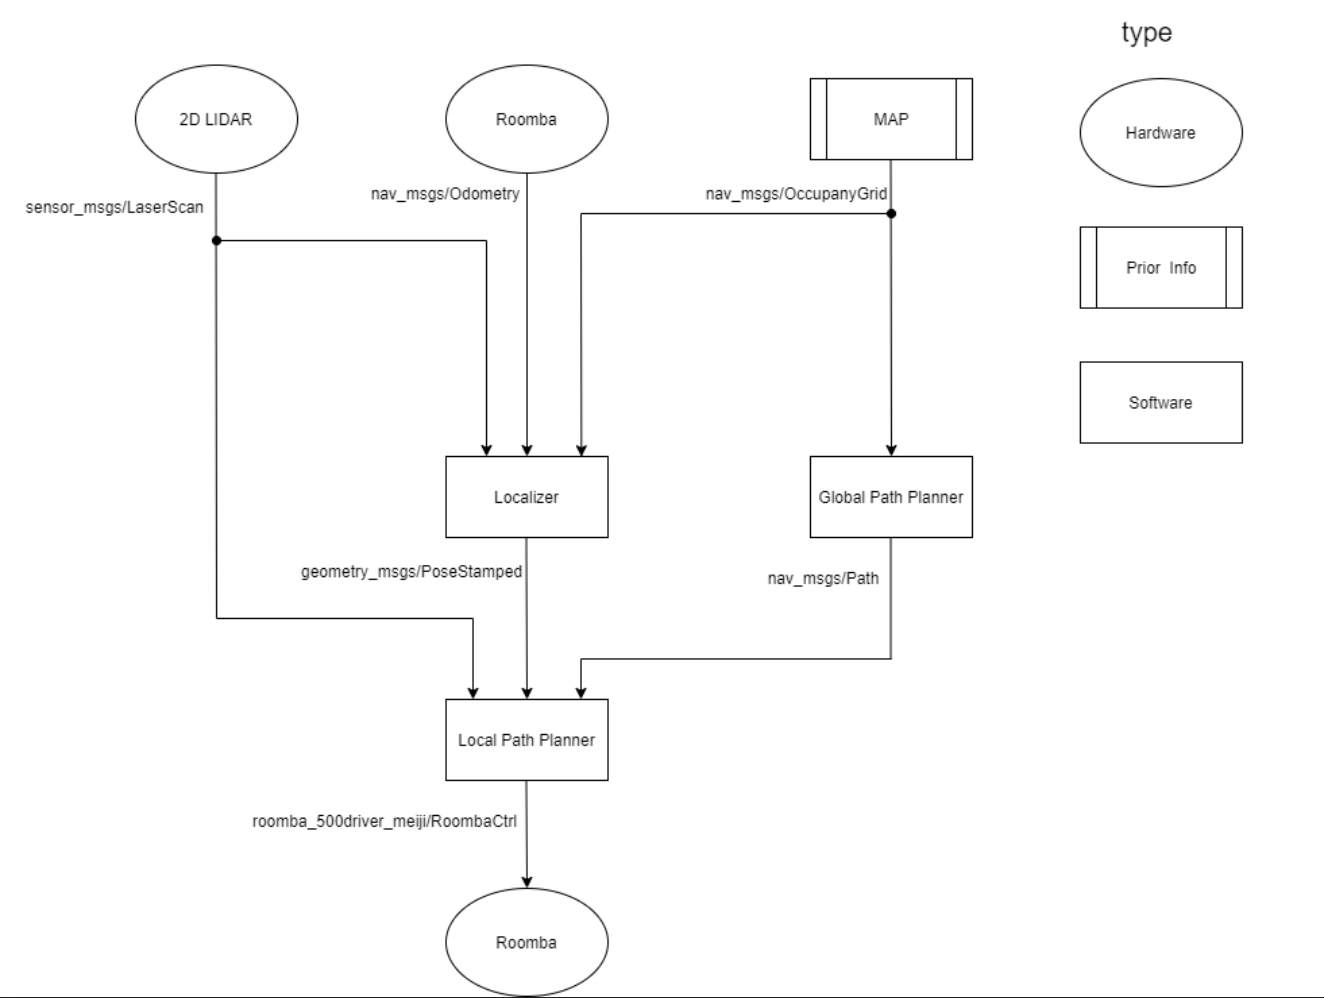 type
2D LIDAR
Roomba
MAP
Hardware
sensor_msgs/LaserScan
nav_msgs/Odometry
nav_msgs/OccupanyGrid
Prior Info
Software
Localizer
Global Path Planner
geometry_msgs/PoseStamped
nav_msgs/Path
Local Path Planner
roomba_500driver_meiji/RoombaCtrl
Roomba